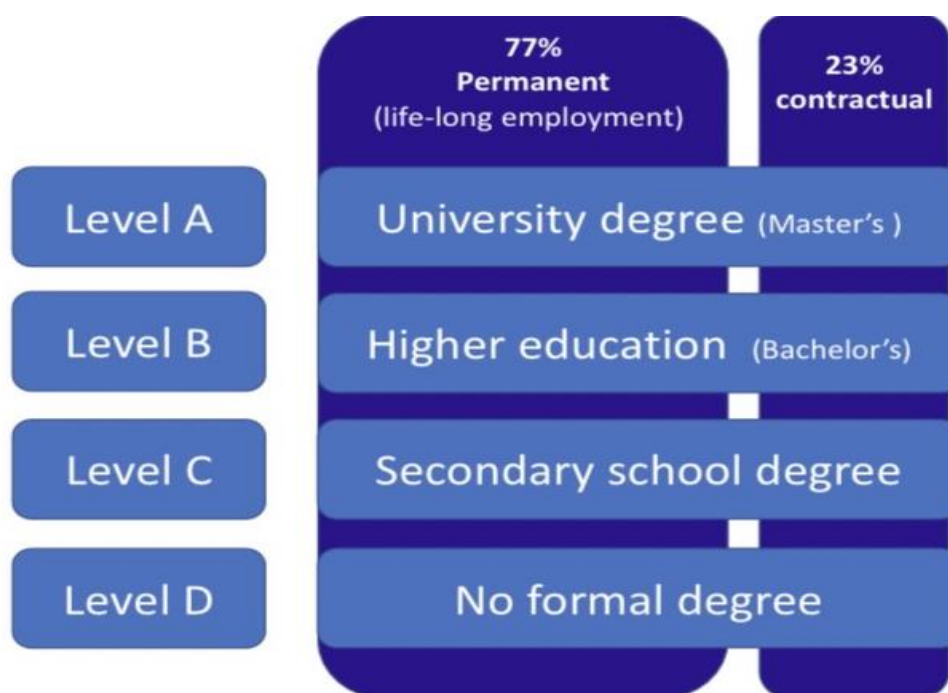 77%
Permanent
(life-long employment)
23%
contractual
Level A
University degree (Master's )
Level B
Higher education (Bachelor's)
Level C
Secondary school degree
Level D
No formal degree